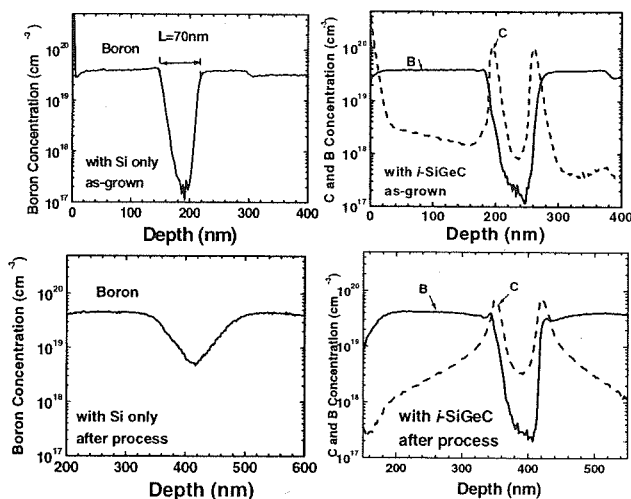 Boron Concentration (cm⁻³)
10²⁰
10¹⁹
10¹⁸
10¹⁷
Boron
L=70nm
with Si only
as-grown
0 100 200 300 400
Depth (nm)
C and B Concentration (cm⁻³)
10²⁰
10¹⁹
10¹⁸
10¹⁷
B
C
with i-SiGeC
as-grown
0 100 200 300 400
Depth (nm)
Boron Concentration (cm⁻³)
10²¹
10²⁰
10¹⁹
10¹⁸
10¹⁷
Boron
with Si only
after process
200 300 400 500 600
Depth (nm)
C and B Concentration (cm⁻³)
10²¹
10²⁰
10¹⁹
10¹⁸
10¹⁷
B
C
with i-SiGeC
after process
200 300 400 500
Depth (nm)